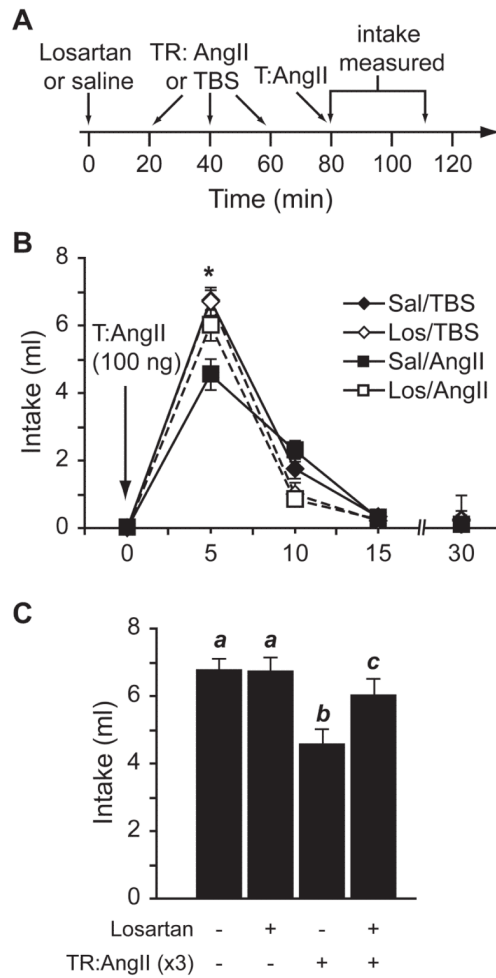 A
Losartan or saline
TR: AngII or TBS
T:AngII
intake measured
0 20 40 60 80 100 120
Time (min)
B
8
6
4
2
0
Intake (ml)
T:AngII
(100 ng)
*
Sal/TBS
Los/TBS
Sal/AngII
Los/AngII
0 5 10 15 30
C
8
6
4
2
0
Intake (ml)
a a b c
Losartan - + - +
TR:AngII (x3) - - + +